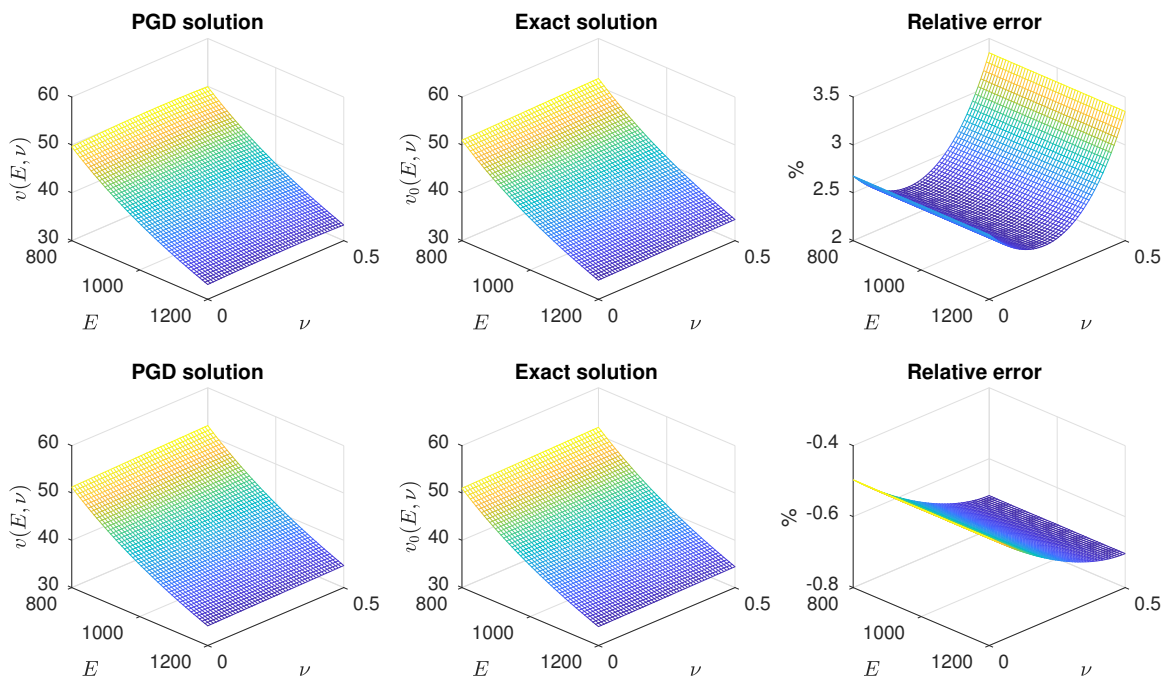 PGD solution
60
50
40
30
v(E, ν)
800
1000
1200
E
0
0.5
ν
Exact solution
60
50
40
30
v₀(E, ν)
800
1000
1200
E
0
0.5
ν
Relative error
3.5
3
2.5
2
%
800
1000
1200
E
0
0.5
ν
PGD solution
60
50
40
30
v(E, ν)
800
1000
1200
E
0
0.5
ν
Exact solution
60
50
40
30
v₀(E, ν)
800
1000
1200
E
0
0.5
ν
Relative error
-0.4
-0.6
-0.8
%
800
1000
1200
E
0
0.5
ν